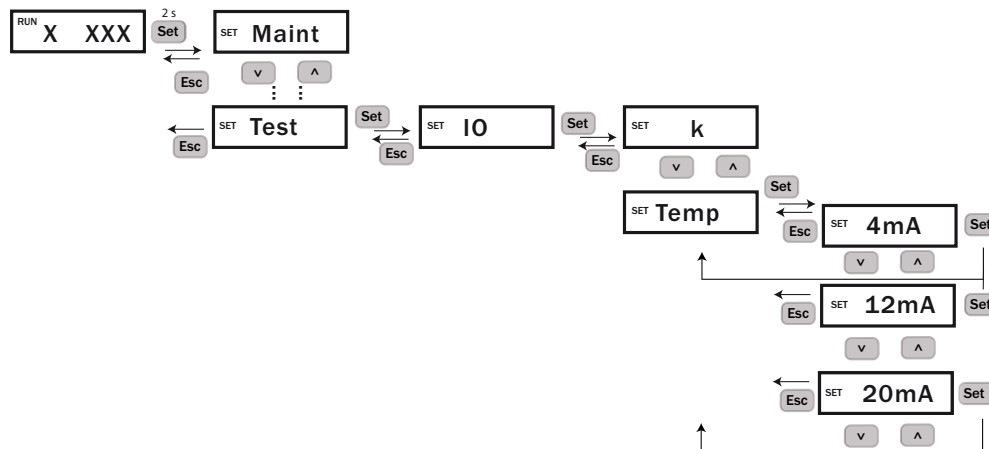 RUN X XXX
2 s
Set
Esc
SET Maint
v ^
SET Test
Esc
Set
Esc
SET IO
Set
Esc
SET k
v ^
SET Temp
Set
Esc
SET 4mA
Set
v ^
Esc
SET 12mA
Set
v ^
Esc
SET 20mA
Set
v ^